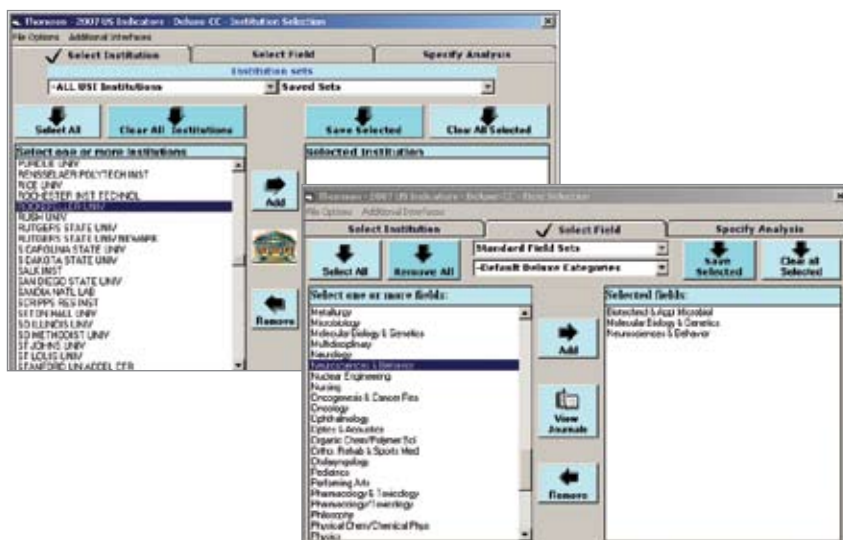 Thomson - 2007 US Indicators - Deluxe CC - Institution Selection
File Options Additional Interfaces
Select Institution
Select Field
Specify Analysis
Institution sets
-ALL USI Institutions
Saved Sets
Select All
Clear All Institutions
Save Selected
Clear All Selected
Select one or more institutions
Selected Institution
PURDUE UNIV
RENSSELAER POLYTECH INST
RICE UNIV
ROCHESTER INST TECHNOL
ROCKEFELLER UNIV
RUSH UNIV
RUTGERS STATE UNIV
RUTGERS STATE UNIV NEWARK
S CAROLINA STATE UNIV
S DAKOTA STATE UNIV
SALK INST
SAN DIEGO STATE UNIV
SANDIA NATL LAB
SCRIPPS RES INST
SETON HALL UNIV
SO ILLINOIS UNIV
SO METHODIST UNIV
ST JOHNS UNIV
ST LOUIS UNIV
STANFORD LIN ACCEL CTR
Add
Remove
Thomson - 2007 US Indicators - Deluxe CC - Selection
File Options Additional Interfaces
Select Institution
Select Field
Specify Analysis
Select All
Remove All
Standard Field Sets
-Default Deluxe Categories
Save Selected
Clear all Selected
Select one or more fields:
Selected fields:
Metallurgy
Microbiology
Molecular Biology & Genetics
Multidisciplinary
Neurology
Neurosciences & Behavior
Nuclear Engineering
Nursing
Oncogenesis & Cancer Res
Oncology
Ophthalmology
Optics & Acoustics
Organic Chem/Polymer Sci
Ortho, Rehab & Sports Med
Otolaryngology
Pediatrics
Performing Arts
Pharmacology & Toxicology
Pharmacology/Toxicology
Philosophy
Physical Chem/Chemical Phys
Physics
Add
View Journals
Remove
Biotechnol & Appl Microbiol
Molecular Biology & Genetics
Neurosciences & Behavior